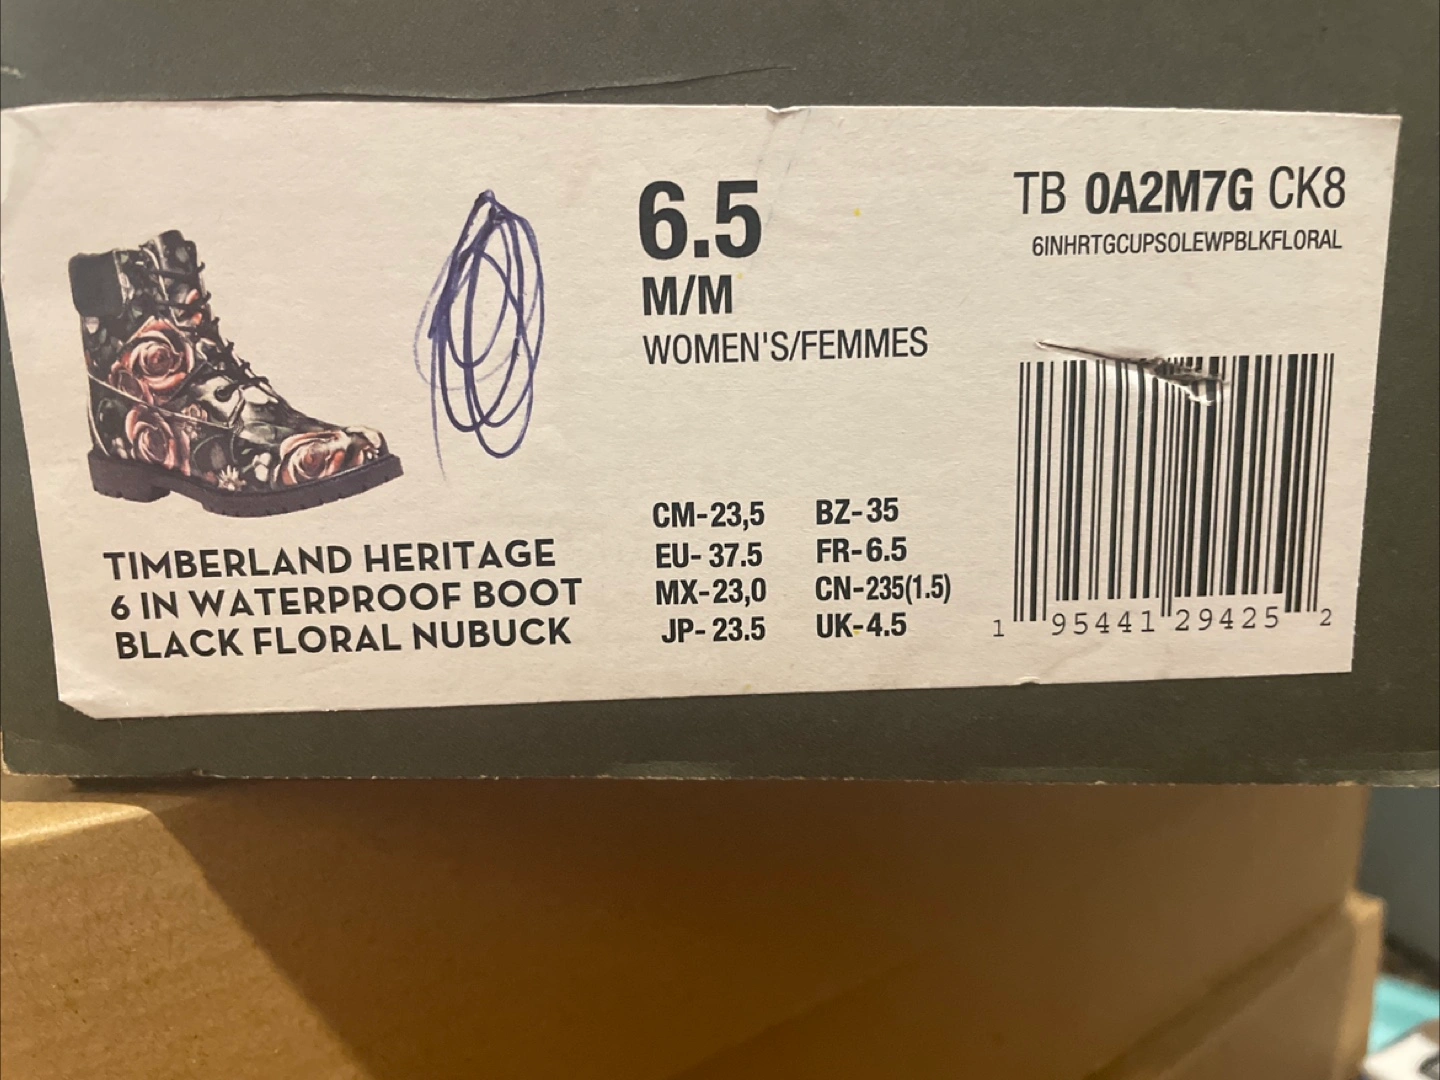 6.5
M/M
WOMEN'S/FEMMES
TB 0A2M7G CK8
6INHRTGCUPSOLEWPBLKFLORAL
TIMBERLAND HERITAGE
6 IN WATERPROOF BOOT
BLACK FLORAL NUBUCK
CM-23,5 BZ-35
EU-37.5 FR-6.5
MX-23,0 CN-235(1.5)
JP-23.5 UK-4.5
1 95441 29425 2